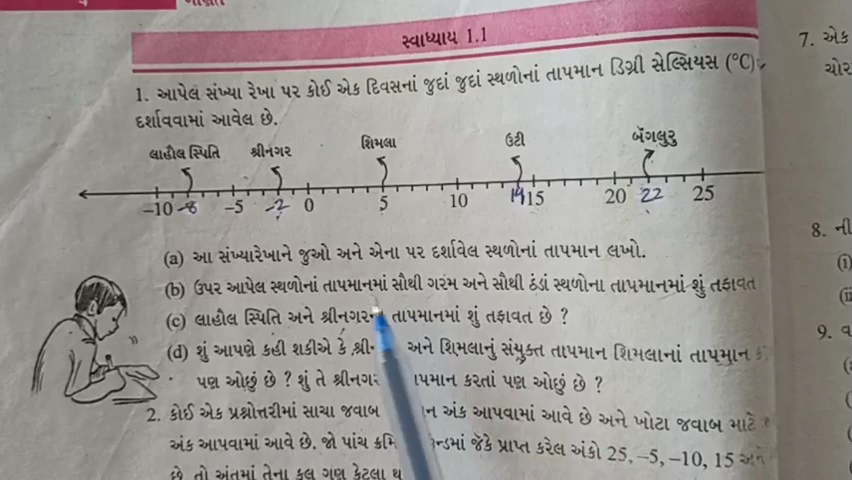 ગણિત
સ્વાધ્યાય 1.1
1. આપેલ સંખ્યા રેખા પર કોઈ એક દિવસનાં જુદાં જુદાં સ્થળોનાં તાપમાન ડિગ્રી સેલ્સિયસ (°C)
દર્શાવવામાં આવેલ છે.
લાહૌલ સ્પિતિ શ્રીનગર શિમલા ઉટી બૅંગલુરુ
-10 -8 -5 -2 0 5 10 14 15 20 22 25
(a) આ સંખ્યારેખાને જુઓ અને એના પર દર્શાવેલ સ્થળોનાં તાપમાન લખો.
(b) ઉપર આપેલ સ્થળોનાં તાપમાનમાં સૌથી ગરમ અને સૌથી ઠંડાં સ્થળોના તાપમાનમાં શું તફાવત
(c) લાહૌલ સ્પિતિ અને શ્રીનગરના તાપમાનમાં શું તફાવત છે ?
(d) શું આપણે કહી શકીએ કે અને શિમલાનું સંયુક્ત તાપમાન શિમલાનાં તાપમાન
પણ ઓછું છે ? શું તે શ્રીનગર કરતાં પણ ઓછું છે ?
2. કોઈ એક પ્રશ્નોત્તરીમાં સાચા જવાબ અંક આપવામાં આવે છે અને ખોટા જવાબ માટે
અંક આપવામાં આવે છે. જો પાંચ જૅકે પ્રાપ્ત કરેલ અંકો 25, -5, -10, 15 અને
છે, તો અંતમાં તેના કુલ ગુણ કેટલા
7. એક
ચોર
8. ની
(i)
(ii
9. વ